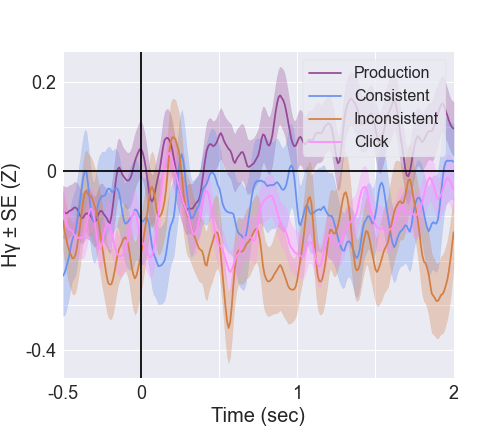 Production
Consistent
Inconsistent
Click
0.2
0
-0.4
Hγ ± SE (Z)
-0.5
0
1
2
Time (sec)